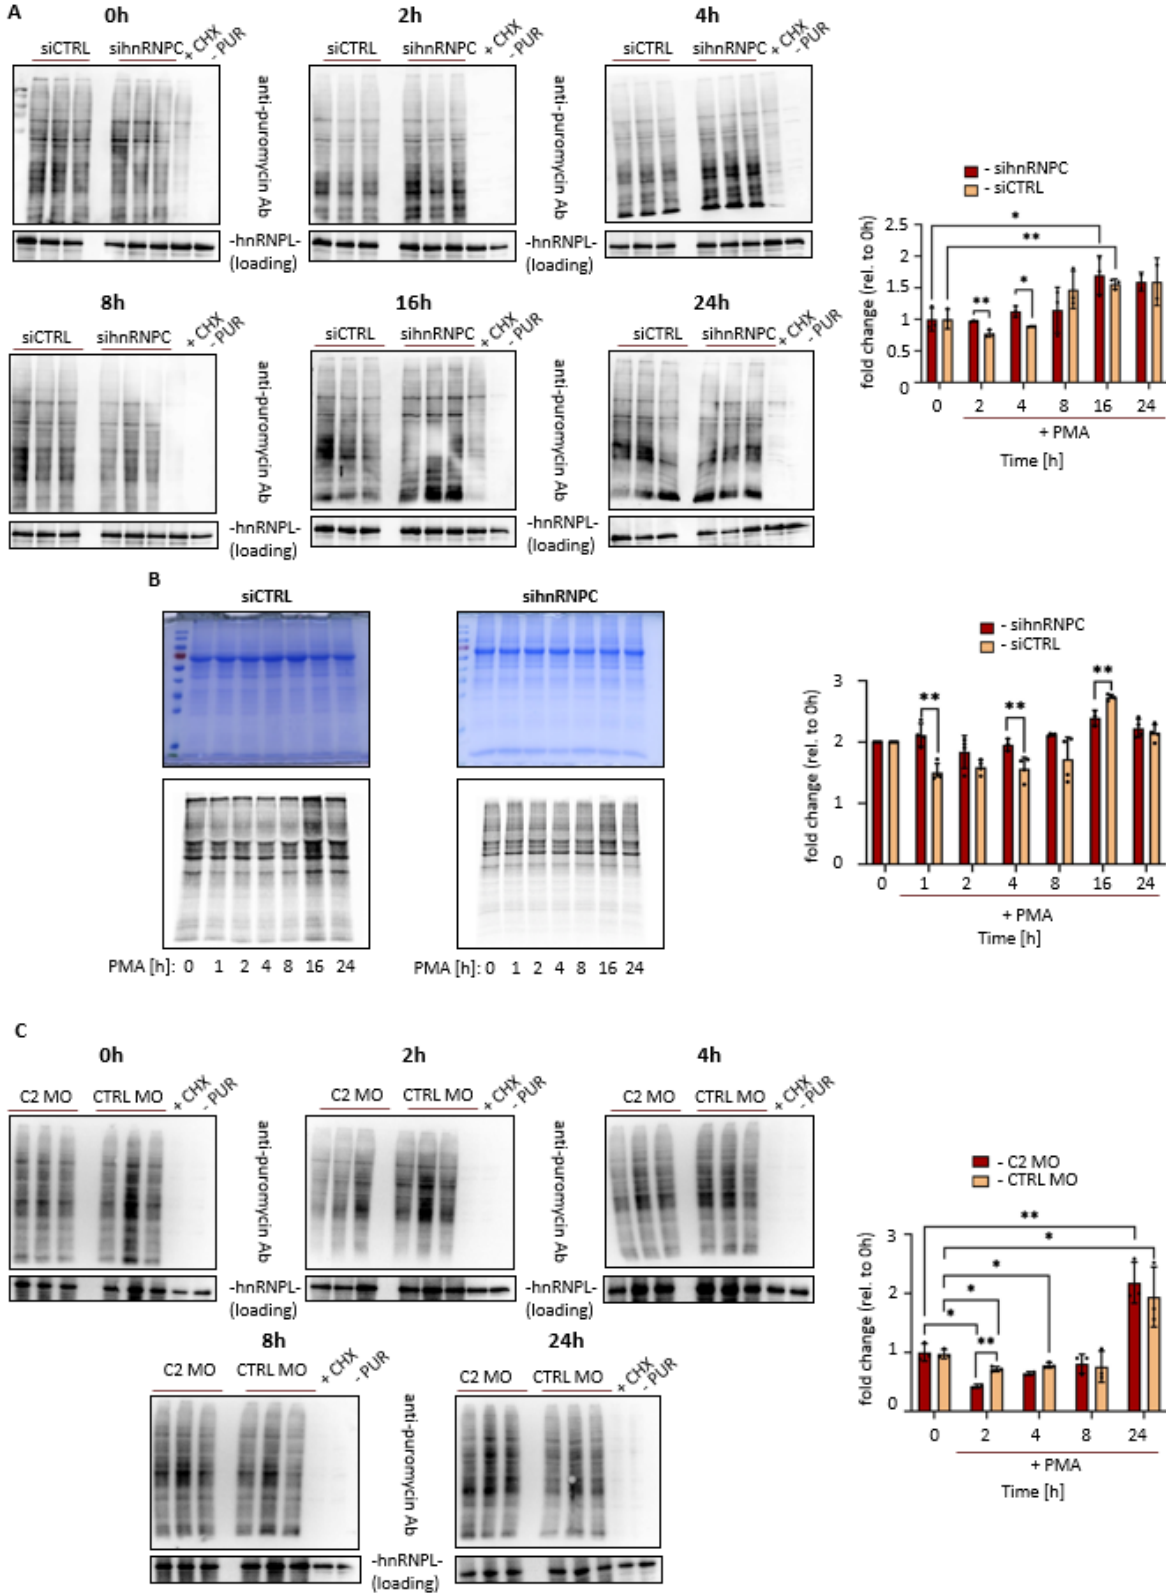 A
0h
2h
4h
siCTRL sihnRNPC + CHX - PUR
siCTRL sihnRNPC + CHX - PUR
siCTRL sihnRNPC + CHX - PUR
anti-puromycin Ab
anti-puromycin Ab
-hnRNPL-
(loading)
-hnRNPL-
(loading)
8h
16h
24h
siCTRL sihnRNPC + CHX - PUR
siCTRL sihnRNPC + CHX - PUR
siCTRL sihnRNPC + CHX - PUR
anti-puromycin Ab
anti-puromycin Ab
-hnRNPL-
(loading)
-hnRNPL-
(loading)
- sihnRNPC
- siCTRL
fold change (rel. to 0h)
2.5
2
1.5
1
0.5
0
*
**
**
*
0 2 4 8 16 24
+ PMA
Time [h]
B
siCTRL
sihnRNPC
PMA [h]: 0 1 2 4 8 16 24
0 1 2 4 8 16 24
- sihnRNPC
- siCTRL
fold change (rel. to 0h)
3
2
1
0
**
**
**
0 1 2 4 8 16 24
+ PMA
Time [h]
C
0h
2h
4h
C2 MO CTRL MO + CHX - PUR
C2 MO CTRL MO + CHX - PUR
C2 MO CTRL MO + CHX - PUR
anti-puromycin Ab
anti-puromycin Ab
-hnRNPL-
(loading)
-hnRNPL-
(loading)
8h
24h
C2 MO CTRL MO + CHX - PUR
C2 MO CTRL MO + CHX - PUR
anti-puromycin Ab
-hnRNPL-
(loading)
- C2 MO
- CTRL MO
fold change (rel. to 0h)
3
2
1
0
**
*
*
*
*
**
0 2 4 8 24
+ PMA
Time [h]